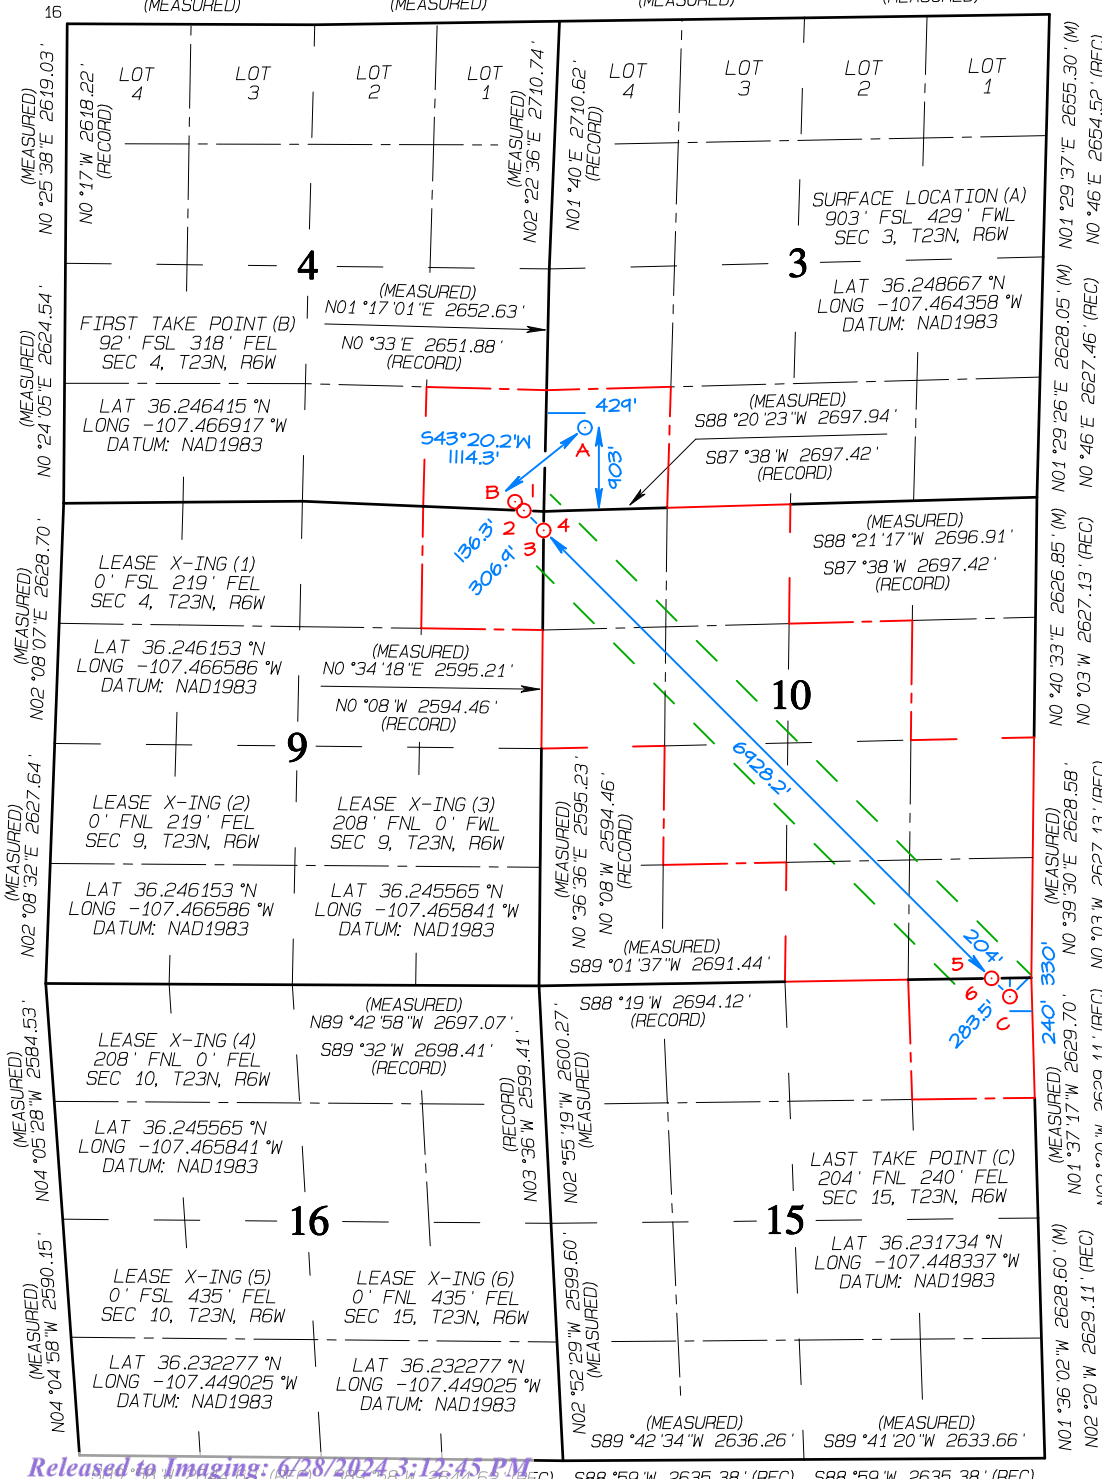 16
(MEASURED)
(MEASURED)
(MEASURED)
(MEASURED)
LOT
4
LOT
3
LOT
2
LOT
1
LOT
4
LOT
3
LOT
2
LOT
1
(MEASURED)
N0°25'38"E 2619.03'
N0°17'W 2618.22'
(RECORD)
(MEASURED)
N02°22'36"E 2710.74'
N01°40'E 2710.62'
(RECORD)
N01°29'37"E 2655.30'(M)
N0°46'E 2654.52'(REC)
SURFACE LOCATION (A)
903' FSL 429' FWL
SEC 3, T23N, R6W
4
3
LAT 36.248667°N
LONG -107.464358°W
DATUM: NAD1983
(MEASURED)
N01°17'01"E 2652.63'
N0°33'E 2651.88'
(RECORD)
FIRST TAKE POINT (B)
92' FSL 318' FEL
SEC 4, T23N, R6W
LAT 36.246415°N
LONG -107.466917°W
DATUM: NAD1983
(MEASURED)
N0°24'05"E 2624.54'
N01°29'26"E 2628.05'(M)
N0°46'E 2627.46'(REC)
(MEASURED)
S88°20'23"W 2697.94'
S87°38'W 2697.42'
(RECORD)
429'
S43°20.2'W
1114.3'
A
903'
B
1
2
4
3
136.3'
306.9'
(MEASURED)
S88°21'17"W 2696.91'
S87°38'W 2697.42'
(RECORD)
LEASE X-ING (1)
0' FSL 219' FEL
SEC 4, T23N, R6W
LAT 36.246153°N
LONG -107.466586°W
DATUM: NAD1983
(MEASURED)
N02°08'07"E 2628.70'
(MEASURED)
N0°34'18"E 2595.21'
N0°08'W 2594.46'
(RECORD)
N0°40'33"E 2626.85'(M)
N0°03'W 2627.13'(REC)
10
9
6928.2'
LEASE X-ING (2)
0' FNL 219' FEL
SEC 9, T23N, R6W
LEASE X-ING (3)
208' FNL 0' FWL
SEC 9, T23N, R6W
LAT 36.246153°N
LONG -107.466586°W
DATUM: NAD1983
LAT 36.245565°N
LONG -107.465841°W
DATUM: NAD1983
(MEASURED)
N02°08'32"E 2627.64'
(MEASURED)
N0°36'36"E 2595.23'
N0°08'W 2594.46'
(RECORD)
(MEASURED)
N0°39'30"E 2628.58'
N0°03'W 2627.13'(REC)
(MEASURED)
S89°01'37"W 2691.44'
S88°19'W 2694.12'
(RECORD)
5
204'
6
C
283.5'
330'
240'
(MEASURED)
N89°42'58"W 2697.07'
S89°32'W 2698.41'
(RECORD)
LEASE X-ING (4)
208' FNL 0' FEL
SEC 10, T23N, R6W
LAT 36.245565°N
LONG -107.465841°W
DATUM: NAD1983
(MEASURED)
N04°05'28"W 2584.53'
(RECORD)
N03°36'W 2599.41'
N02°55'19"W 2600.27'
(MEASURED)
(MEASURED)
N01°37'17"W 2629.70'
N02°20'W 2629.11'(REC)
LAST TAKE POINT (C)
204' FNL 240' FEL
SEC 15, T23N, R6W
16
15
LAT 36.231734°N
LONG -107.448337°W
DATUM: NAD1983
LEASE X-ING (5)
0' FSL 435' FEL
SEC 10, T23N, R6W
LEASE X-ING (6)
0' FNL 435' FEL
SEC 15, T23N, R6W
LAT 36.232277°N
LONG -107.449025°W
DATUM: NAD1983
LAT 36.232277°N
LONG -107.449025°W
DATUM: NAD1983
(MEASURED)
N04°04'58"W 2590.15'
N02°52'29"W 2599.60'
(MEASURED)
N01°36'02"W 2628.60'(M)
N02°20'W 2629.11'(REC)
(MEASURED)
S89°42'34"W 2636.26'
(MEASURED)
S89°41'20"W 2633.66'
Released to Imaging: 6/28/2024 3:12:45 PM
S88°59'W 2635.38'(REC)
S88°59'W 2635.38'(REC)